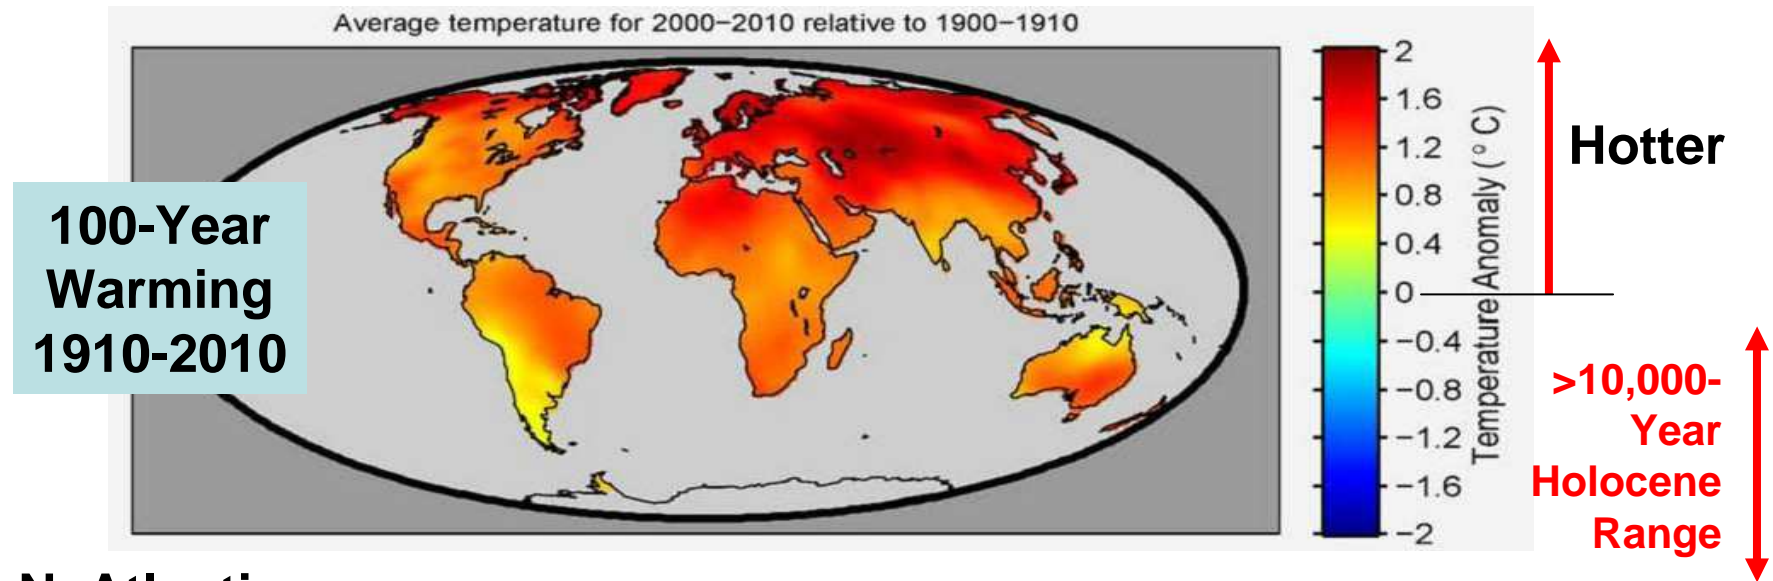 Average temperature for 2000−2010 relative to 1900−1910
100-Year
Warming
1910-2010
2
1.6
1.2
0.8
0.4
0
−0.4
−0.8
−1.2
−1.6
−2
Temperature Anomaly (° C)
Hotter
>10,000-
Year
Holocene
Range